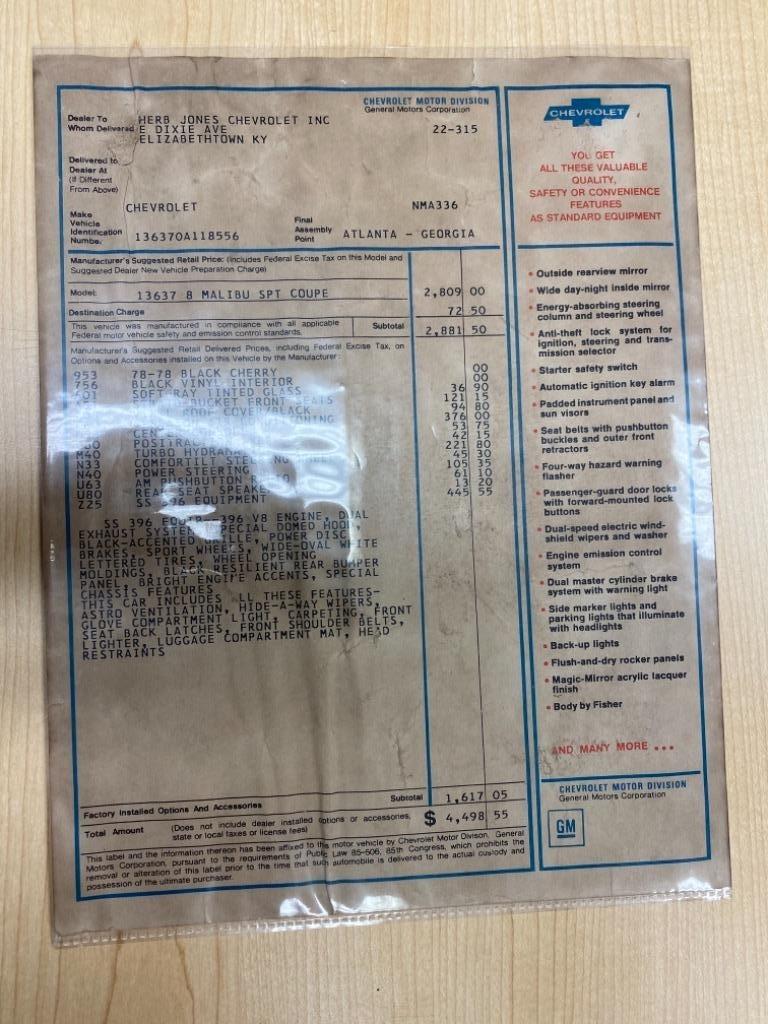 CHEVROLET MOTOR DIVISION
General Motors Corporation
Dealer To
Whom Delivered
HERB JONES CHEVROLET INC
E DIXIE AVE
ELIZABETHTOWN KY
22-315
Delivered to
Dealer At
(If Different
From Above)
Make
CHEVROLET
NMA336
Vehicle
Identification
Number
136370A118556
Final
Assembly
Point
ATLANTA - GEORGIA
Manufacturer's Suggested Retail Price: (Includes Federal Excise Tax on this Model and
Suggested Dealer New Vehicle Preparation Charge)
Model: 13637 8 MALIBU SPT COUPE 2,809 00
Destination Charge 72 50
This vehicle was manufactured in compliance with all applicable
Federal motor vehicle safety and emission control standards.
Subtotal 2,881 50
Manufacturer's Suggested Retail Delivered Prices, including Federal Excise Tax, on
Options and Accessories installed on this Vehicle by the Manufacturer:
953 78-78 BLACK CHERRY 00
756 BLACK VINYL INTERIOR 00
SOFT RAY TINTED GLASS 36 90
BUCKET FRONT SEATS 121 15
ROOF COVER/BLACK 94 80
376 00
53 75
POSITRAC 42 15
M40 TURBO HYDRA 221 80
N33 COMFORTILT 45 30
N40 POWER STEERING 105 35
U63 AM PUSHBUTTON 61 10
U80 REAR SEAT SPEAKE 13 20
Z25 SS 396 EQUIPMENT 445 55
SS 396 EQUIP--396 V8 ENGINE, DUAL
EXHAUST SYSTEM SPECIAL DOMED HOOD,
BLACK-ACCENTED GRILLE, POWER DISC
BRAKES, SPORT WHEELS, WIDE-OVAL WHITE
LETTERED TIRES, WHEEL OPENING
MOLDINGS, BLACK RESILIENT REAR BUMPER
PANEL, BRIGHT ENGINE ACCENTS, SPECIAL
CHASSIS FEATURES
THIS CAR INCLUDES LL THESE FEATURES-
ASTRO VENTILATION, HIDE-A-WAY WIPERS,
GLOVE COMPARTMENT LIGHT, CARPETING, FRONT
SEAT BACK LATCHES, FRONT SHOULDER BELTS,
LIGHTER, LUGGAGE COMPARTMENT MAT, HEAD
RESTRAINTS
Factory Installed Options And Accessories Subtotal 1,617 05
Total Amount (Does not include dealer installed options or accessories,
state or local taxes or license fees) $ 4,498 55
This label and the information thereon has been affixed to this motor vehicle by Chevrolet Motor Divison, General
Motors Corporation, pursuant to the requirements of Public Law 85-506, 85th Congress, which prohibits the
removal or alteration of this label prior to the time that such automobile is delivered to the actual custody and
possession of the ultimate purchaser.
CHEVROLET
YOU GET
ALL THESE VALUABLE
QUALITY,
SAFETY OR CONVENIENCE
FEATURES
AS STANDARD EQUIPMENT
• Outside rearview mirror
• Wide day-night inside mirror
• Energy-absorbing steering
column and steering wheel
• Anti-theft lock system for
ignition, steering and trans-
mission selector
• Starter safety switch
• Automatic ignition key alarm
• Padded instrument panel and
sun visors
• Seat belts with pushbutton
buckles and outer front
retractors
• Four-way hazard warning
flasher
• Passenger-guard door locks
with forward-mounted lock
buttons
• Dual-speed electric wind-
shield wipers and washer
• Engine emission control
system
• Dual master cylinder brake
system with warning light
• Side marker lights and
parking lights that illuminate
with headlights
• Back-up lights
• Flush-and-dry rocker panels
• Magic-Mirror acrylic lacquer
finish
• Body by Fisher
AND MANY MORE ...
CHEVROLET MOTOR DIVISION
General Motors Corporation
GM